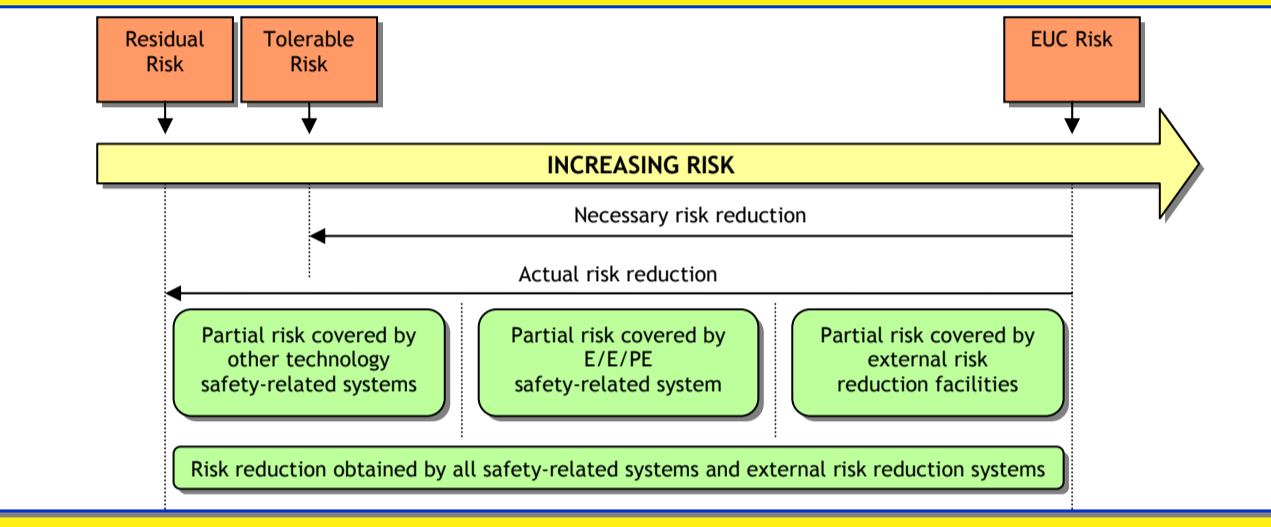 Residual
Risk
Tolerable
Risk
EUC Risk
INCREASING RISK
Necessary risk reduction
Actual risk reduction
Partial risk covered by
other technology
safety-related systems
Partial risk covered by
E/E/PE
safety-related system
Partial risk covered by
external risk
reduction facilities
Risk reduction obtained by all safety-related systems and external risk reduction systems